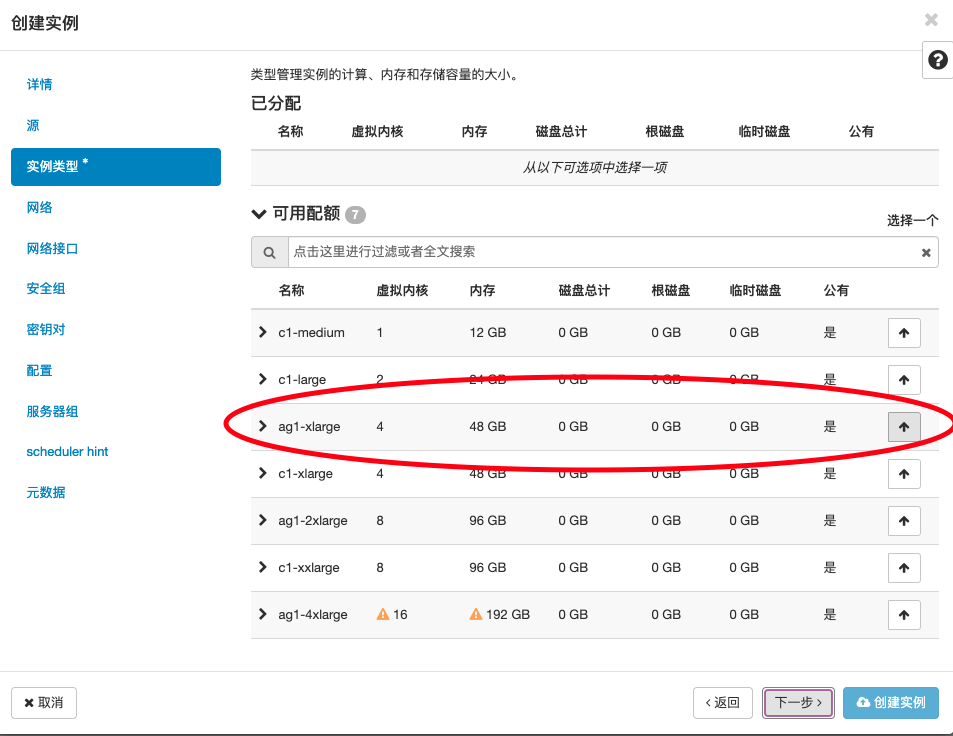 创建实例
详情
源
实例类型 *
网络
网络接口
安全组
密钥对
配置
服务器组
scheduler hint
元数据
类型管理实例的计算、内存和存储容量的大小。
已分配
名称 虚拟内核 内存 磁盘总计 根磁盘 临时磁盘 公有
从以下可选项中选择一项
可用配额 7
选择一个
点击这里进行过滤或者全文搜索
名称 虚拟内核 内存 磁盘总计 根磁盘 临时磁盘 公有
c1-medium 1 12 GB 0 GB 0 GB 0 GB 是
c1-large 2 24 GB 0 GB 0 GB 0 GB 是
ag1-xlarge 4 48 GB 0 GB 0 GB 0 GB 是
c1-xlarge 4 48 GB 0 GB 0 GB 0 GB 是
ag1-2xlarge 8 96 GB 0 GB 0 GB 0 GB 是
c1-xxlarge 8 96 GB 0 GB 0 GB 0 GB 是
ag1-4xlarge 16 192 GB 0 GB 0 GB 0 GB 是
取消 返回 下一步 创建实例